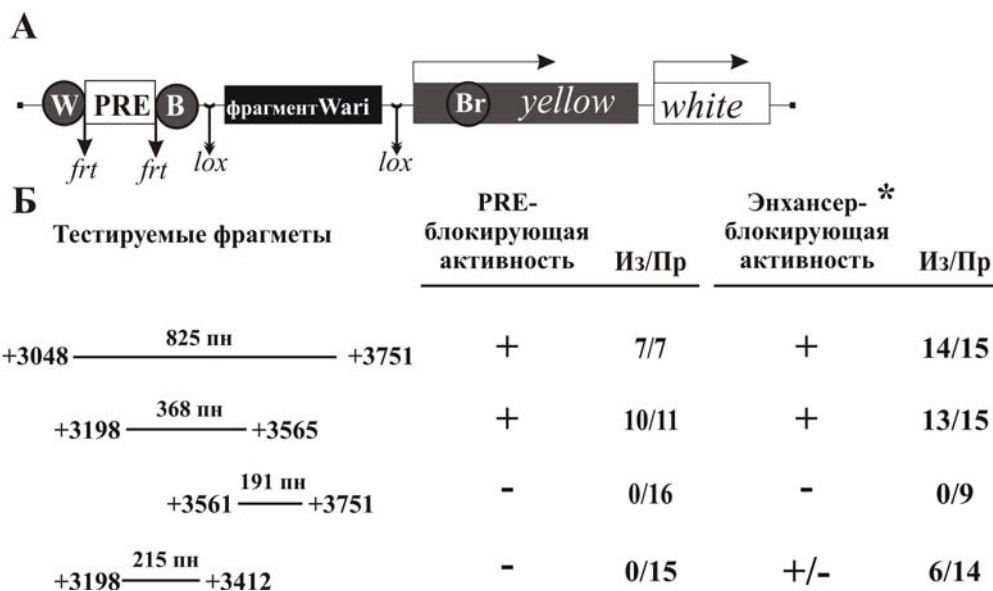 А
W PRE B фрагмент Wari Br yellow white
frt frt lox lox
Б
Тестируемые фрагметы
PRE-блокирующая активность Из/Пр Энхансер-блокирующая активность * Из/Пр
+3048 825 пн +3751 + 7/7 + 14/15
+3198 368 пн +3565 + 10/11 + 13/15
+3561 191 пн +3751 - 0/16 - 0/9
+3198 215 пн +3412 - 0/15 +/- 6/14